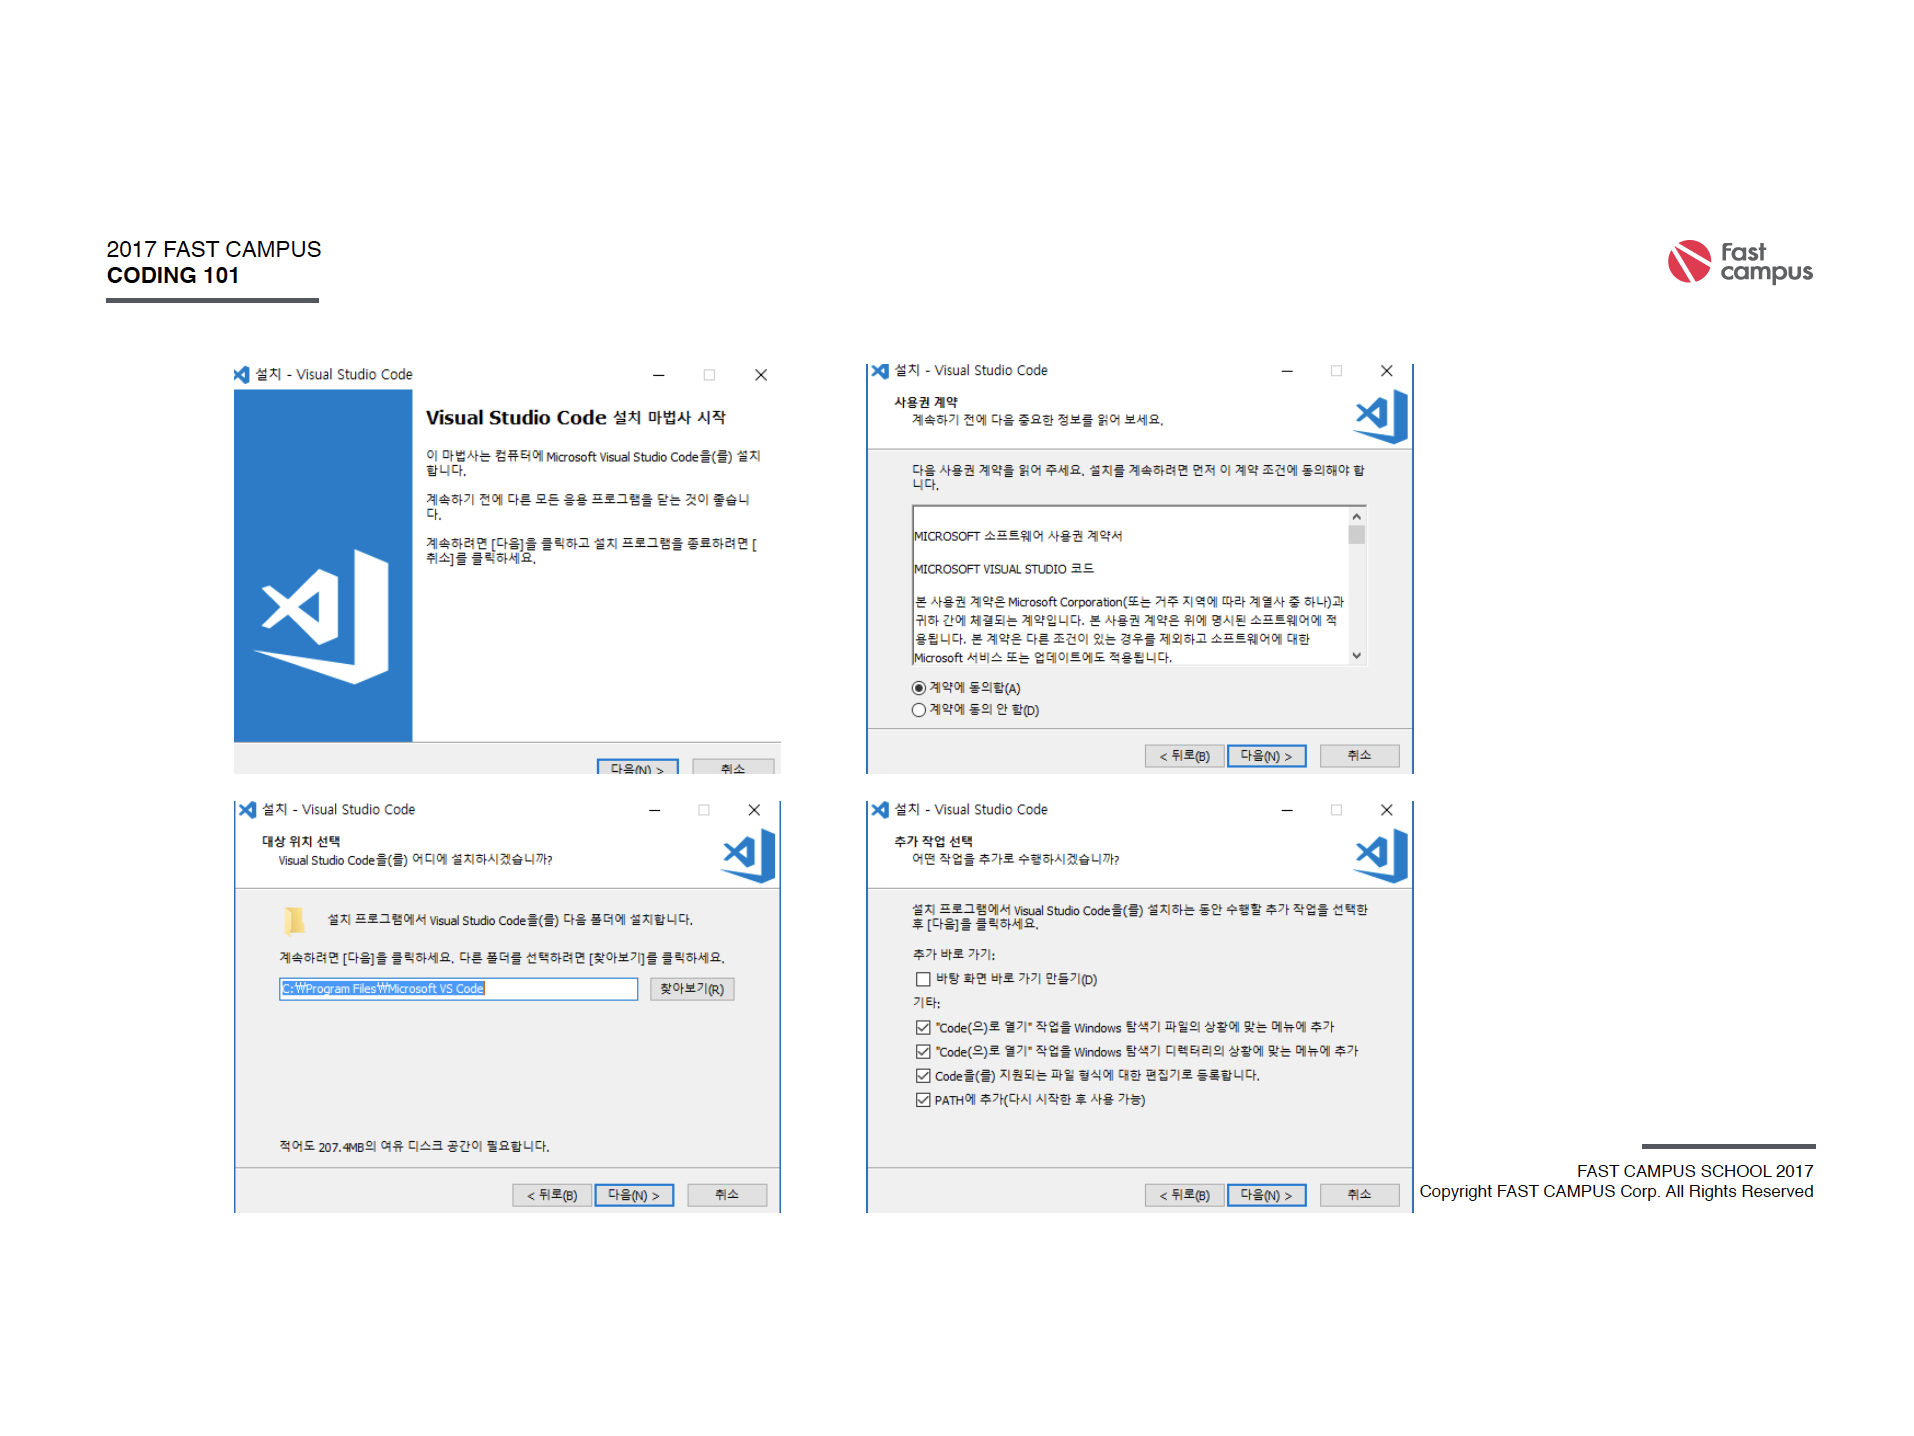 2017 FAST CAMPUS
CODING 101
fast
campus
설치 - Visual Studio Code
Visual Studio Code 설치 마법사 시작
이 마법사는 컴퓨터에 Microsoft Visual Studio Code을(를) 설치
합니다.
계속하기 전에 다른 모든 응용 프로그램을 닫는 것이 좋습니
다.
계속하려면 [다음]을 클릭하고 설치 프로그램을 종료하려면 [
취소]를 클릭하세요.
다음(N) >
취소
설치 - Visual Studio Code
사용권 계약
계속하기 전에 다음 중요한 정보를 읽어 보세요.
다음 사용권 계약을 읽어 주세요. 설치를 계속하려면 먼저 이 계약 조건에 동의해야 합
니다.
MICROSOFT 소프트웨어 사용권 계약서
MICROSOFT VISUAL STUDIO 코드
본 사용권 계약은 Microsoft Corporation(또는 거주 지역에 따라 계열사 중 하나)과
귀하 간에 체결되는 계약입니다. 본 사용권 계약은 위에 명시된 소프트웨어에 적
용됩니다. 본 계약은 다른 조건이 있는 경우를 제외하고 소프트웨어에 대한
Microsoft 서비스 또는 업데이트에도 적용됩니다.
계약에 동의함(A)
계약에 동의 안 함(D)
< 뒤로(B)
다음(N) >
취소
설치 - Visual Studio Code
대상 위치 선택
Visual Studio Code을(를) 어디에 설치하시겠습니까?
설치 프로그램에서 Visual Studio Code을(를) 다음 폴더에 설치합니다.
계속하려면 [다음]을 클릭하세요. 다른 폴더를 선택하려면 [찾아보기]를 클릭하세요.
C:₩Program Files₩Microsoft VS Code
찾아보기(R)
적어도 207.4MB의 여유 디스크 공간이 필요합니다.
< 뒤로(B)
다음(N) >
취소
설치 - Visual Studio Code
추가 작업 선택
어떤 작업을 추가로 수행하시겠습니까?
설치 프로그램에서 Visual Studio Code을(를) 설치하는 동안 수행할 추가 작업을 선택한
후 [다음]을 클릭하세요.
추가 바로 가기:
바탕 화면 바로 가기 만들기(D)
기타:
"Code(으)로 열기" 작업을 Windows 탐색기 파일의 상황에 맞는 메뉴에 추가
"Code(으)로 열기" 작업을 Windows 탐색기 디렉터리의 상황에 맞는 메뉴에 추가
Code을(를) 지원되는 파일 형식에 대한 편집기로 등록합니다.
PATH에 추가(다시 시작한 후 사용 가능)
< 뒤로(B)
다음(N) >
취소
FAST CAMPUS SCHOOL 2017
Copyright FAST CAMPUS Corp. All Rights Reserved